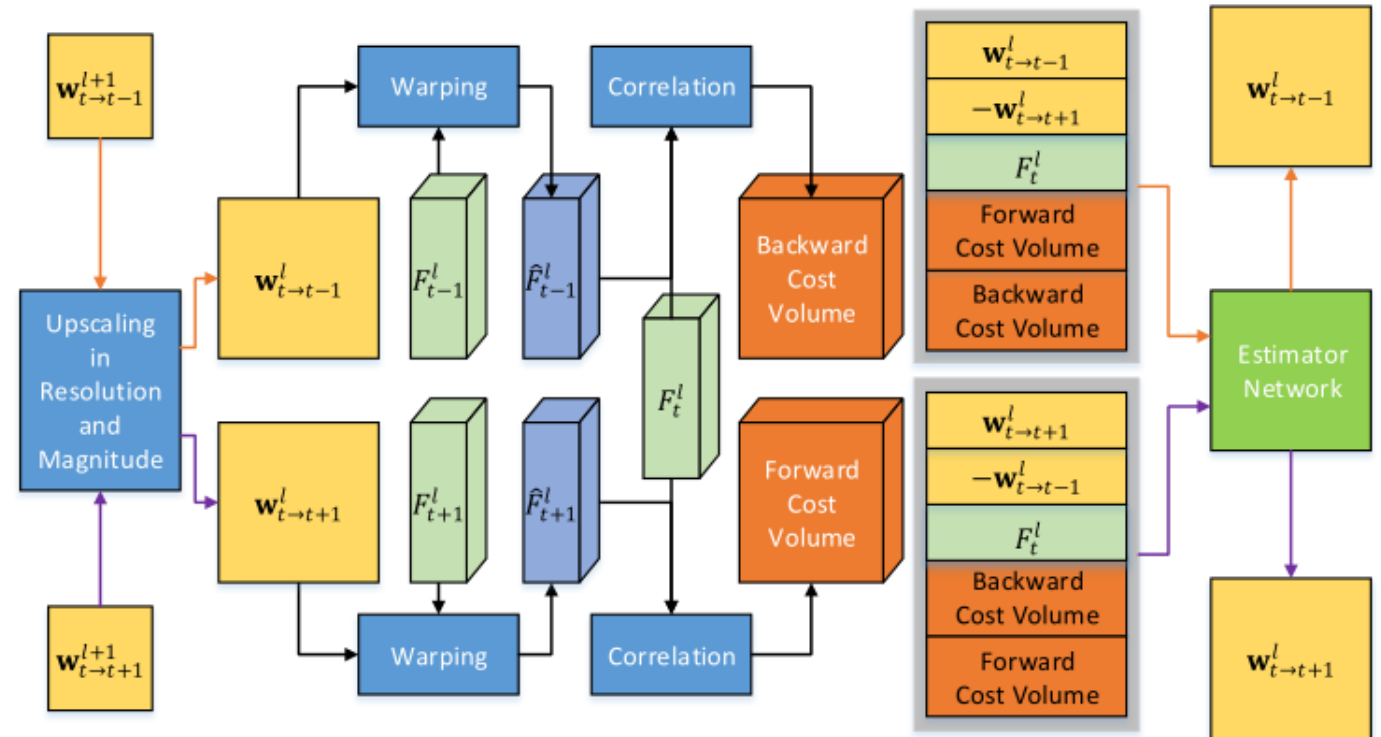 w^{l+1}_{t→t−1}
Warping
Correlation
w^l_{t→t−1}
−w^l_{t→t+1}
F^l_t
Forward
Cost Volume
Backward
Cost Volume
w^l_{t→t−1}
Upscaling
in
Resolution
and
Magnitude
w^l_{t→t−1}
F^l_{t−1}
F̂^l_{t−1}
F^l_t
Backward
Cost
Volume
Estimator
Network
w^l_{t→t+1}
F^l_{t+1}
F̂^l_{t+1}
Forward
Cost
Volume
w^l_{t→t+1}
−w^l_{t→t−1}
F^l_t
Backward
Cost Volume
Forward
Cost Volume
w^{l+1}_{t→t+1}
Warping
Correlation
w^l_{t→t+1}